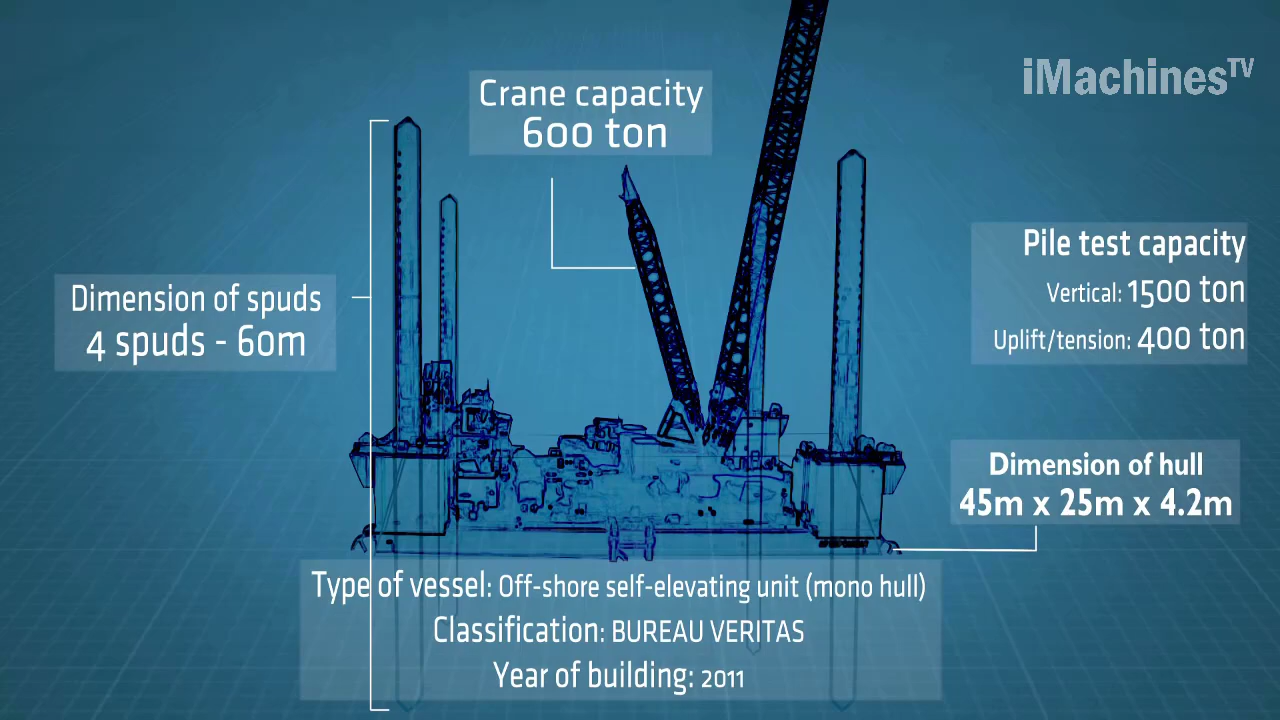 iMachinesTV
Crane capacity
600 ton
Dimension of spuds
4 spuds - 60m
Pile test capacity
Vertical: 1500 ton
Uplift/tension: 400 ton
Dimension of hull
45m x 25m x 4.2m
Type of vessel: Off-shore self-elevating unit (mono hull)
Classification: BUREAU VERITAS
Year of building: 2011